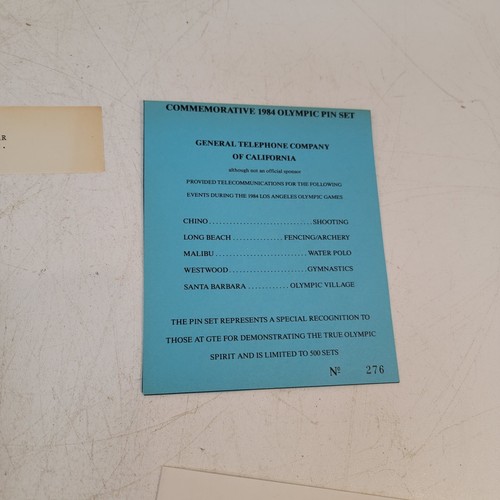 COMMEMORATIVE 1984 OLYMPIC PIN SET
GENERAL TELEPHONE COMPANY
OF CALIFORNIA
although not an official sponsor
PROVIDED TELECOMMUNICATIONS FOR THE FOLLOWING
EVENTS DURING THE 1984 LOS ANGELES OLYMPIC GAMES
CHINO..............................SHOOTING
LONG BEACH...............FENCING/ARCHERY
MALIBU...........................WATER POLO
WESTWOOD.......................GYMNASTICS
SANTA BARBARA............OLYMPIC VILLAGE
THE PIN SET REPRESENTS A SPECIAL RECOGNITION TO
THOSE AT GTE FOR DEMONSTRATING THE TRUE OLYMPIC
SPIRIT AND IS LIMITED TO 500 SETS
Nº 276